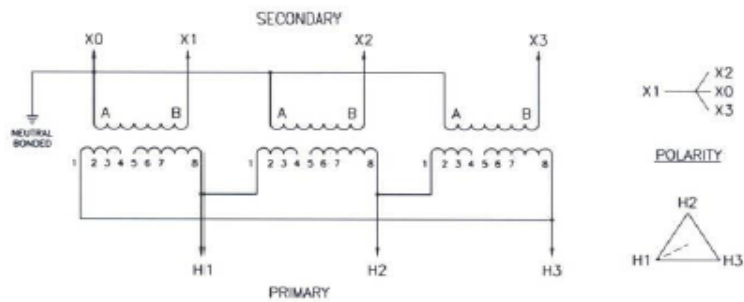 SECONDARY
X0 X1 X2 X3
A B A B A B
NEUTRAL
BONDED
1 2 3 4 5 6 7 8 1 2 3 4 5 6 7 8 1 2 3 4 5 6 7 8
H1 H2 H3
PRIMARY
X2
X1 X0
X3
POLARITY
H2
H1 H3